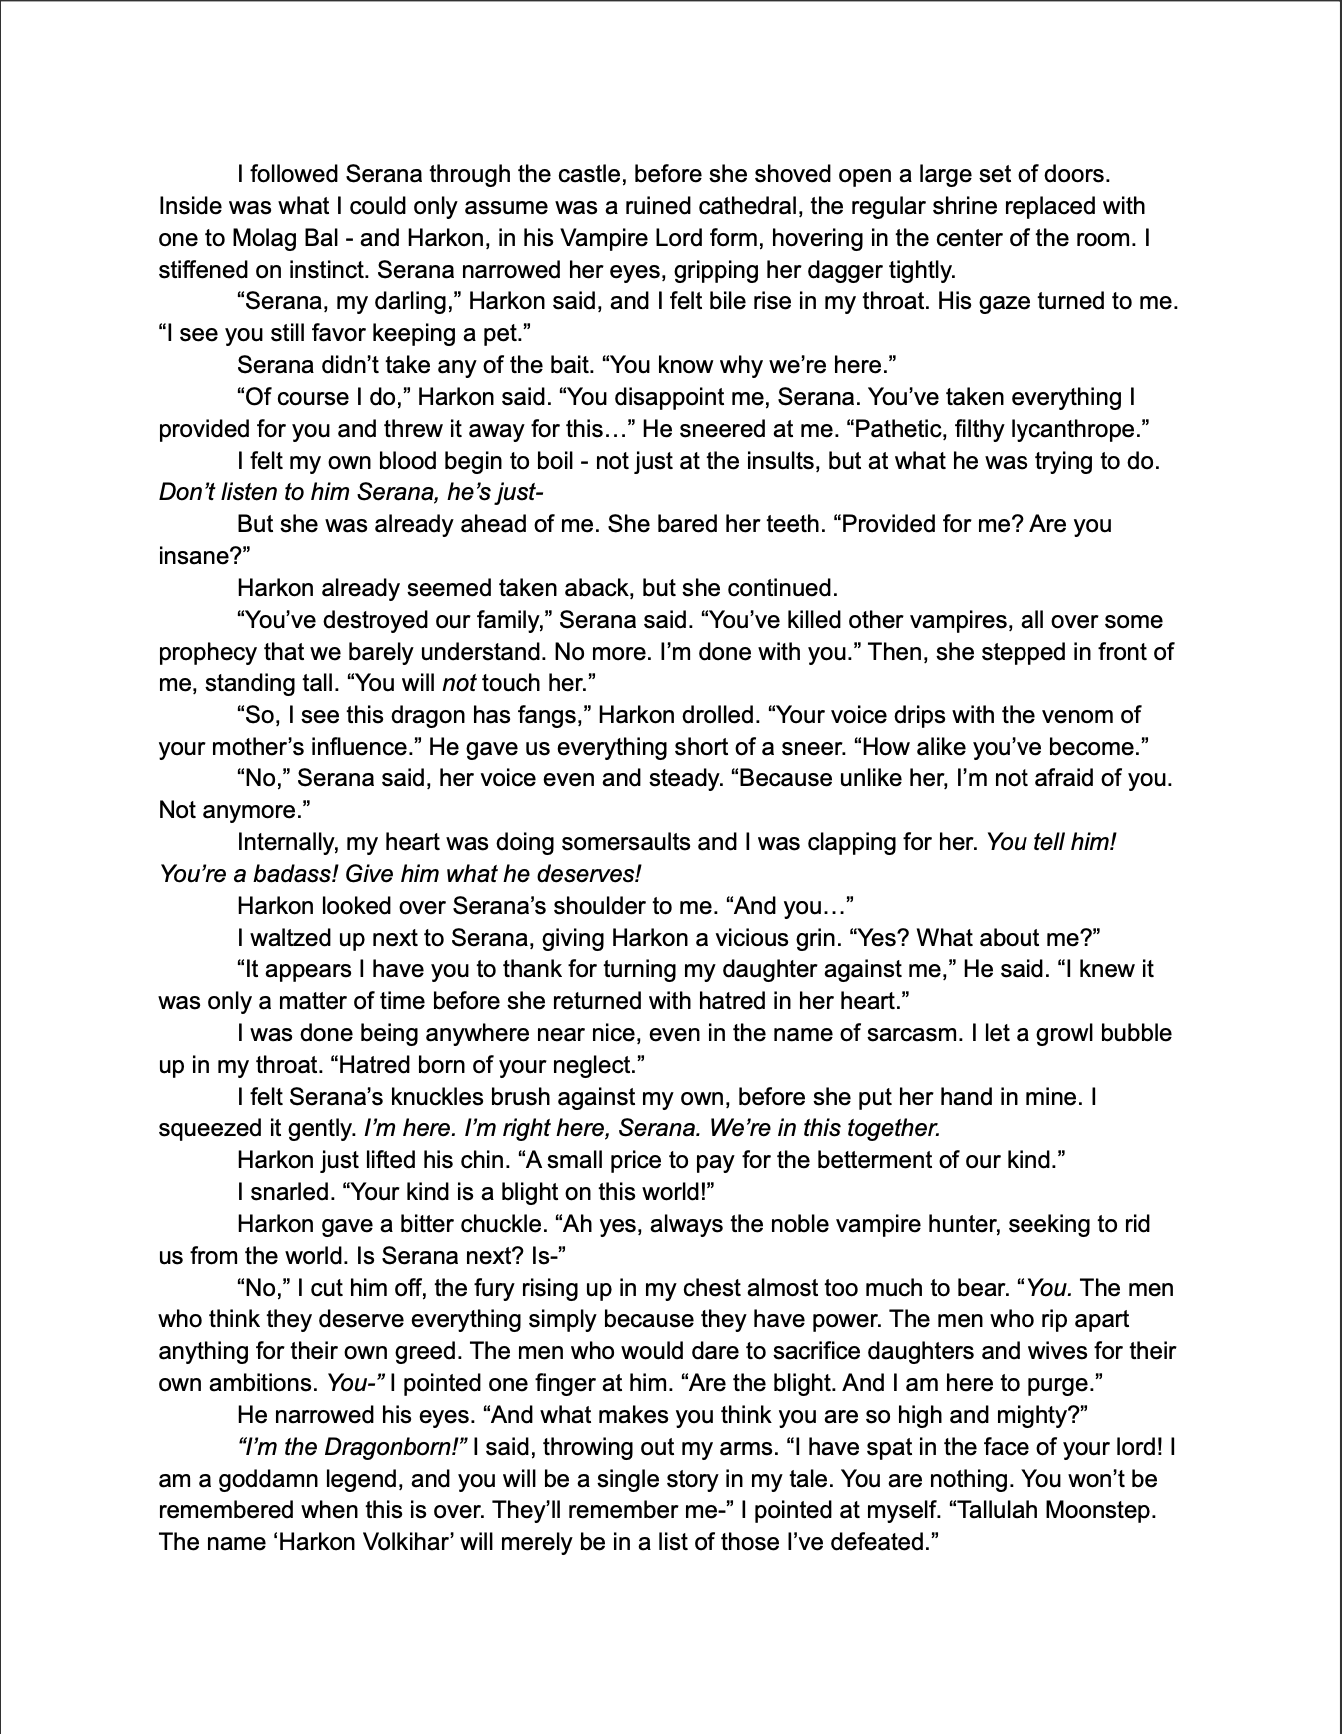 I followed Serana through the castle, before she shoved open a large set of doors.
Inside was what I could only assume was a ruined cathedral, the regular shrine replaced with
one to Molag Bal - and Harkon, in his Vampire Lord form, hovering in the center of the room. I
stiffened on instinct. Serana narrowed her eyes, gripping her dagger tightly.
“Serana, my darling,” Harkon said, and I felt bile rise in my throat. His gaze turned to me.
“I see you still favor keeping a pet.”
Serana didn’t take any of the bait. “You know why we’re here.”
“Of course I do,” Harkon said. “You disappoint me, Serana. You’ve taken everything I
provided for you and threw it away for this…” He sneered at me. “Pathetic, filthy lycanthrope.”
I felt my own blood begin to boil - not just at the insults, but at what he was trying to do.
Don’t listen to him Serana, he’s just-
But she was already ahead of me. She bared her teeth. “Provided for me? Are you
insane?”
Harkon already seemed taken aback, but she continued.
“You’ve destroyed our family,” Serana said. “You’ve killed other vampires, all over some
prophecy that we barely understand. No more. I’m done with you.” Then, she stepped in front of
me, standing tall. “You will not touch her.”
“So, I see this dragon has fangs,” Harkon drolled. “Your voice drips with the venom of
your mother’s influence.” He gave us everything short of a sneer. “How alike you’ve become.”
“No,” Serana said, her voice even and steady. “Because unlike her, I’m not afraid of you.
Not anymore.”
Internally, my heart was doing somersaults and I was clapping for her. You tell him!
You’re a badass! Give him what he deserves!
Harkon looked over Serana’s shoulder to me. “And you…”
I waltzed up next to Serana, giving Harkon a vicious grin. “Yes? What about me?”
“It appears I have you to thank for turning my daughter against me,” He said. “I knew it
was only a matter of time before she returned with hatred in her heart.”
I was done being anywhere near nice, even in the name of sarcasm. I let a growl bubble
up in my throat. “Hatred born of your neglect.”
I felt Serana’s knuckles brush against my own, before she put her hand in mine. I
squeezed it gently. I’m here. I’m right here, Serana. We’re in this together.
Harkon just lifted his chin. “A small price to pay for the betterment of our kind.”
I snarled. “Your kind is a blight on this world!”
Harkon gave a bitter chuckle. “Ah yes, always the noble vampire hunter, seeking to rid
us from the world. Is Serana next? Is-”
“No,” I cut him off, the fury rising up in my chest almost too much to bear. “You. The men
who think they deserve everything simply because they have power. The men who rip apart
anything for their own greed. The men who would dare to sacrifice daughters and wives for their
own ambitions. You-” I pointed one finger at him. “Are the blight. And I am here to purge.”
He narrowed his eyes. “And what makes you think you are so high and mighty?”
“I’m the Dragonborn!” I said, throwing out my arms. “I have spat in the face of your lord! I
am a goddamn legend, and you will be a single story in my tale. You are nothing. You won’t be
remembered when this is over. They’ll remember me-” I pointed at myself. “Tallulah Moonstep.
The name ‘Harkon Volkihar’ will merely be in a list of those I’ve defeated.”